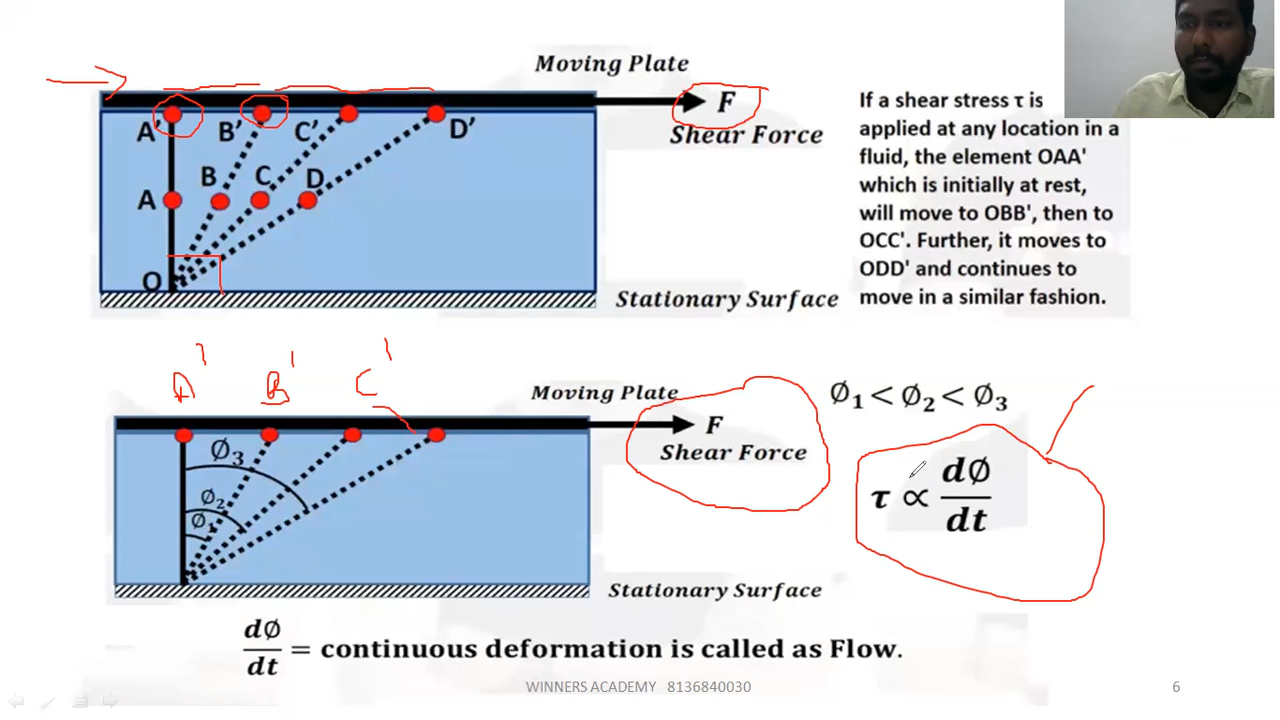 Moving Plate
F
Shear Force
A' B' C' D'
A B C D
O
Stationary Surface
If a shear stress τ is
applied at any location in a
fluid, the element OAA'
which is initially at rest,
will move to OBB', then to
OCC'. Further, it moves to
ODD' and continues to
move in a similar fashion.
A' B' C'
Moving Plate
F
Shear Force
Ø₃
Ø₂
Ø₁
Stationary Surface
Ø₁ < Ø₂ < Ø₃
τ ∝ dØ/dt
dØ/dt = continuous deformation is called as Flow.
WINNERS ACADEMY 8136840030
6